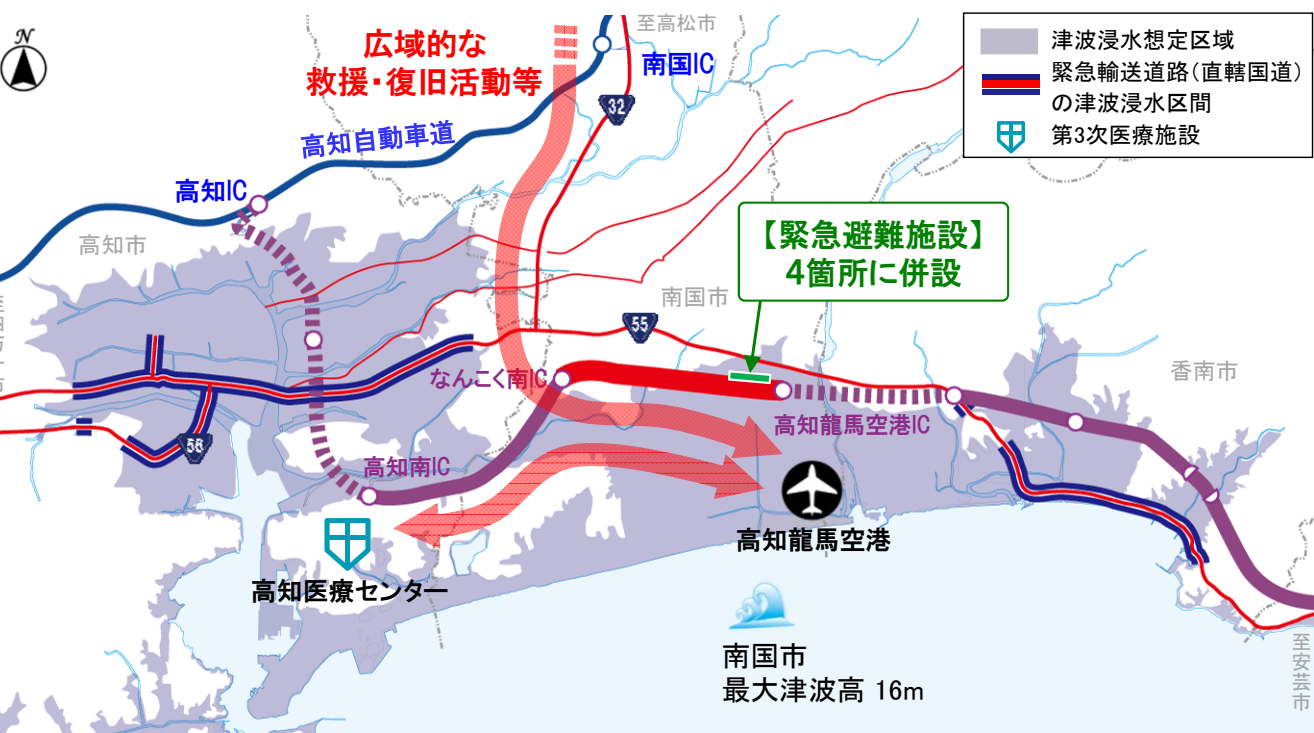 N
至高松市
広域的な
救援・復旧活動等
南国IC
津波浸水想定区域
緊急輸送道路(直轄国道)
の津波浸水区間
第3次医療施設
32
高知自動車道
高知IC
高知市
【緊急避難施設】
4箇所に併設
南国市
55
香南市
なんこく南IC
高知龍馬空港IC
58
高知南IC
高知龍馬空港
高知医療センター
南国市
最大津波高 16m
至安芸市